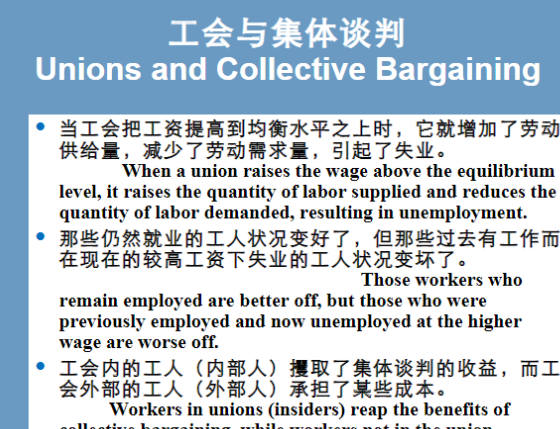 工会与集体谈判
Unions and Collective Bargaining
当工会把工资提高到均衡水平之上时，它就增加了劳动
供给量，减少了劳动需求量，引起了失业。
When a union raises the wage above the equilibrium
level, it raises the quantity of labor supplied and reduces the
quantity of labor demanded, resulting in unemployment.
那些仍然就业的工人状况变好了，但那些过去有工作而
在现在的较高工资下失业的工人状况变坏了。
Those workers who
remain employed are better off, but those who were
previously employed and now unemployed at the higher
wage are worse off.
工会内的工人（内部人）攫取了集体谈判的收益，而工
会外部的工人（外部人）承担了某些成本。
Workers in unions (insiders) reap the benefits of
collective bargaining, while workers not in the union